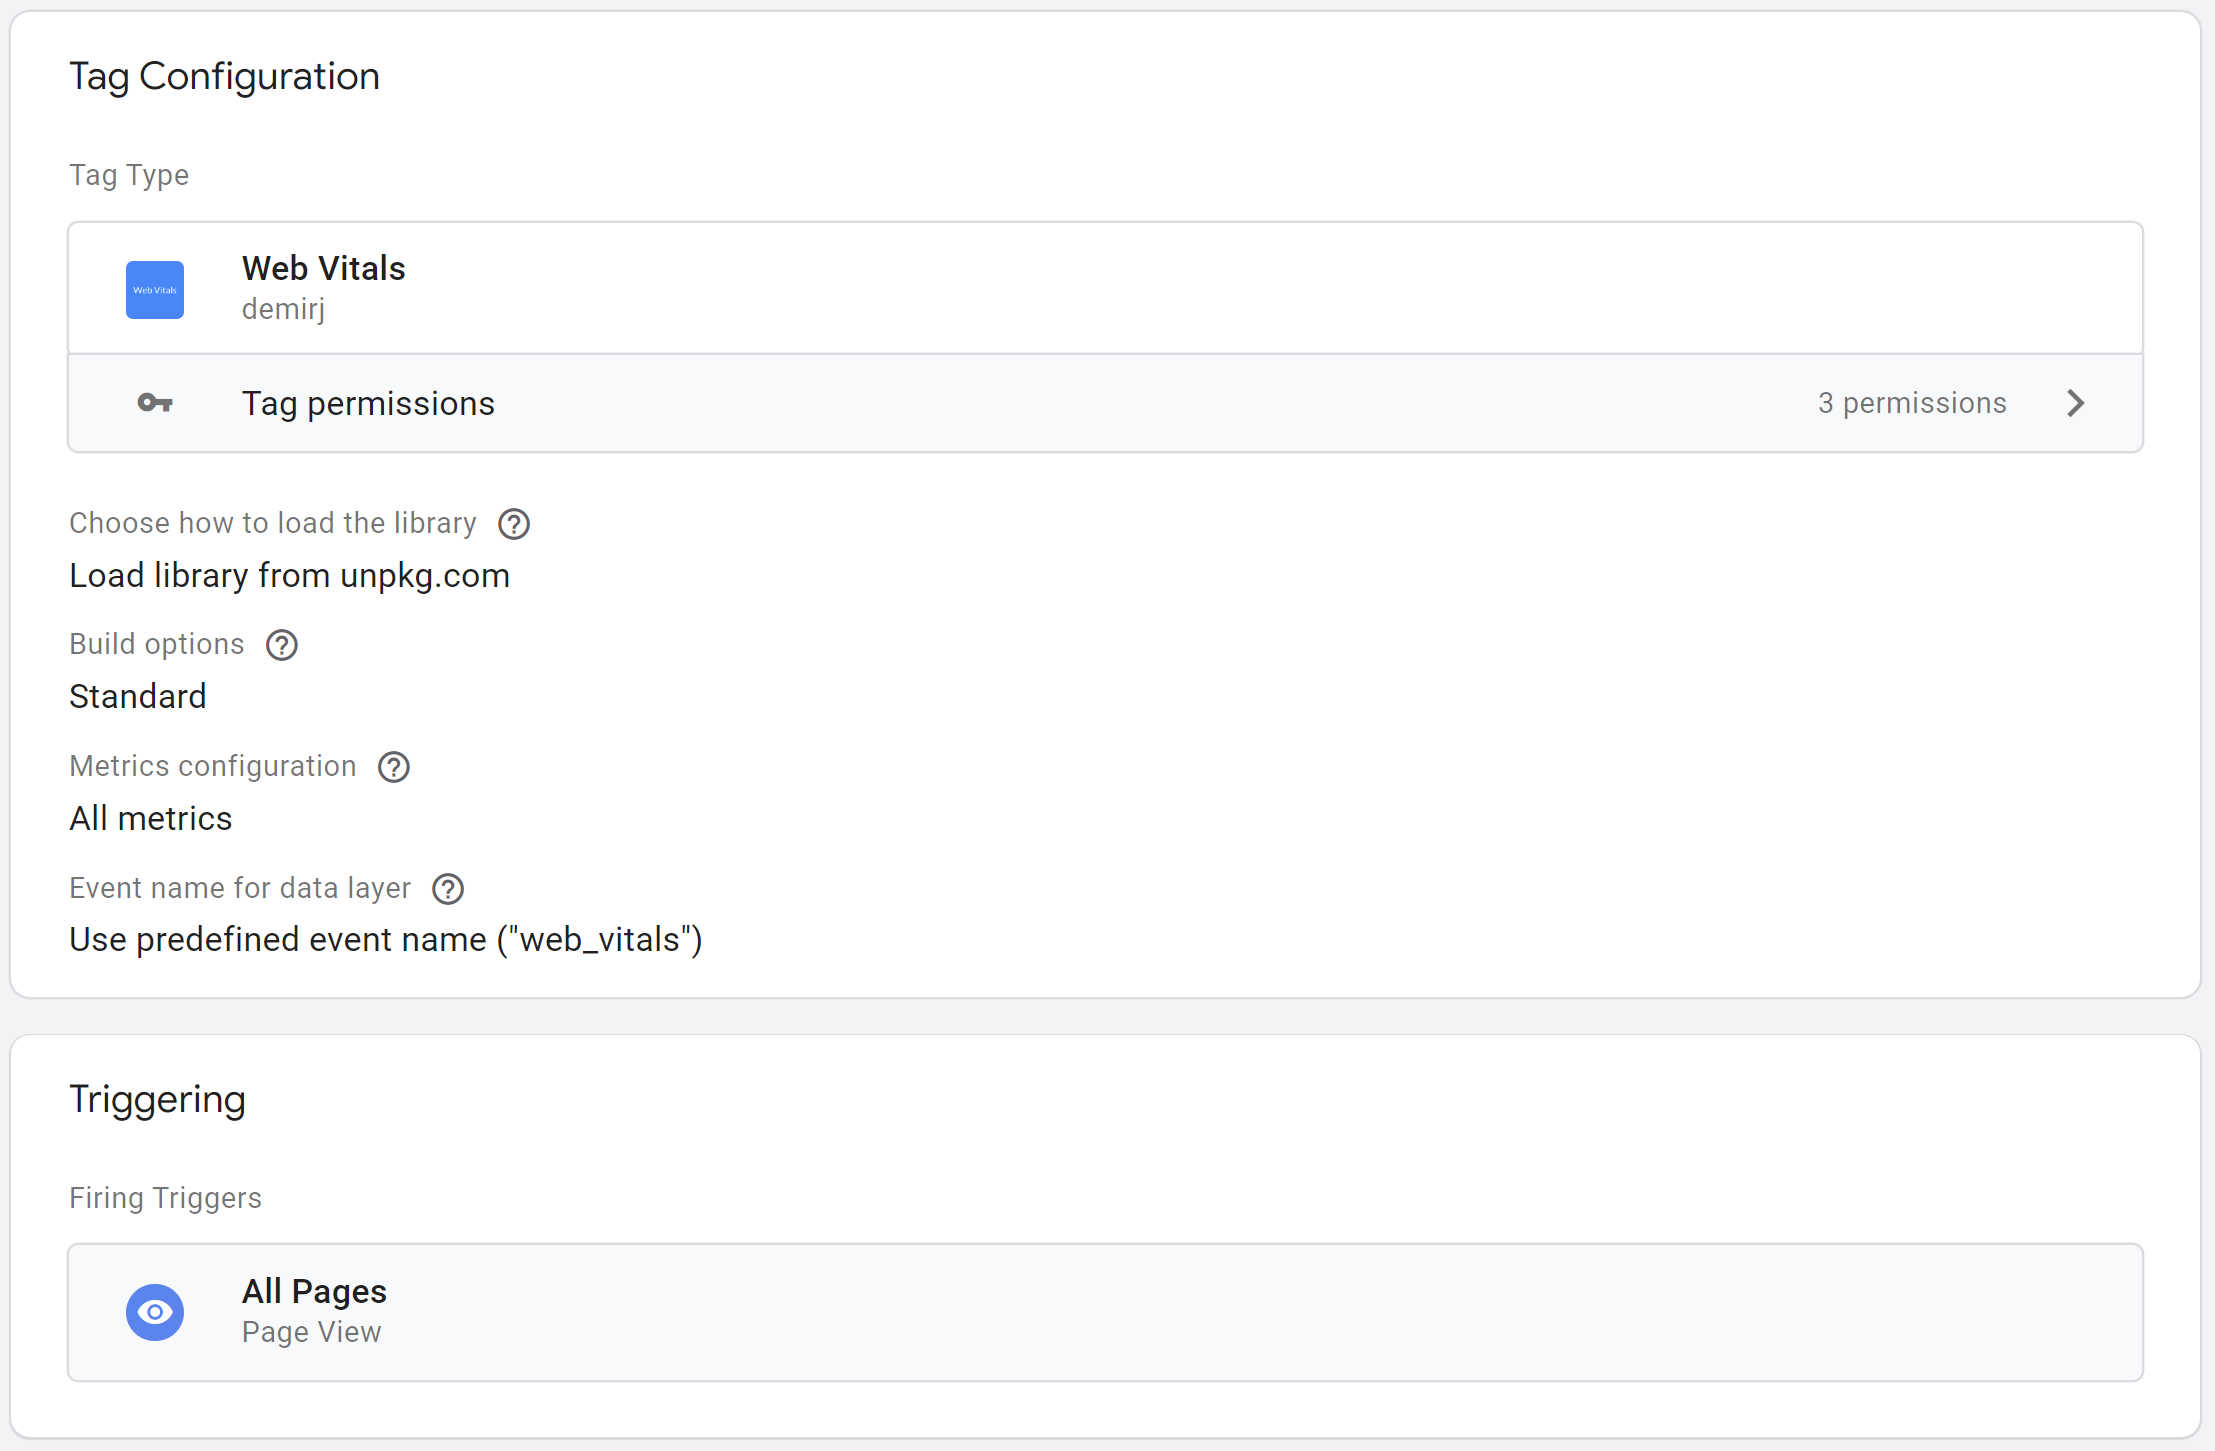 Tag Configuration
Tag Type
Web Vitals
Web Vitals
demirj
Tag permissions
3 permissions
Choose how to load the library
Load library from unpkg.com
Build options
Standard
Metrics configuration
All metrics
Event name for data layer
Use predefined event name ("web_vitals")
Triggering
Firing Triggers
All Pages
Page View